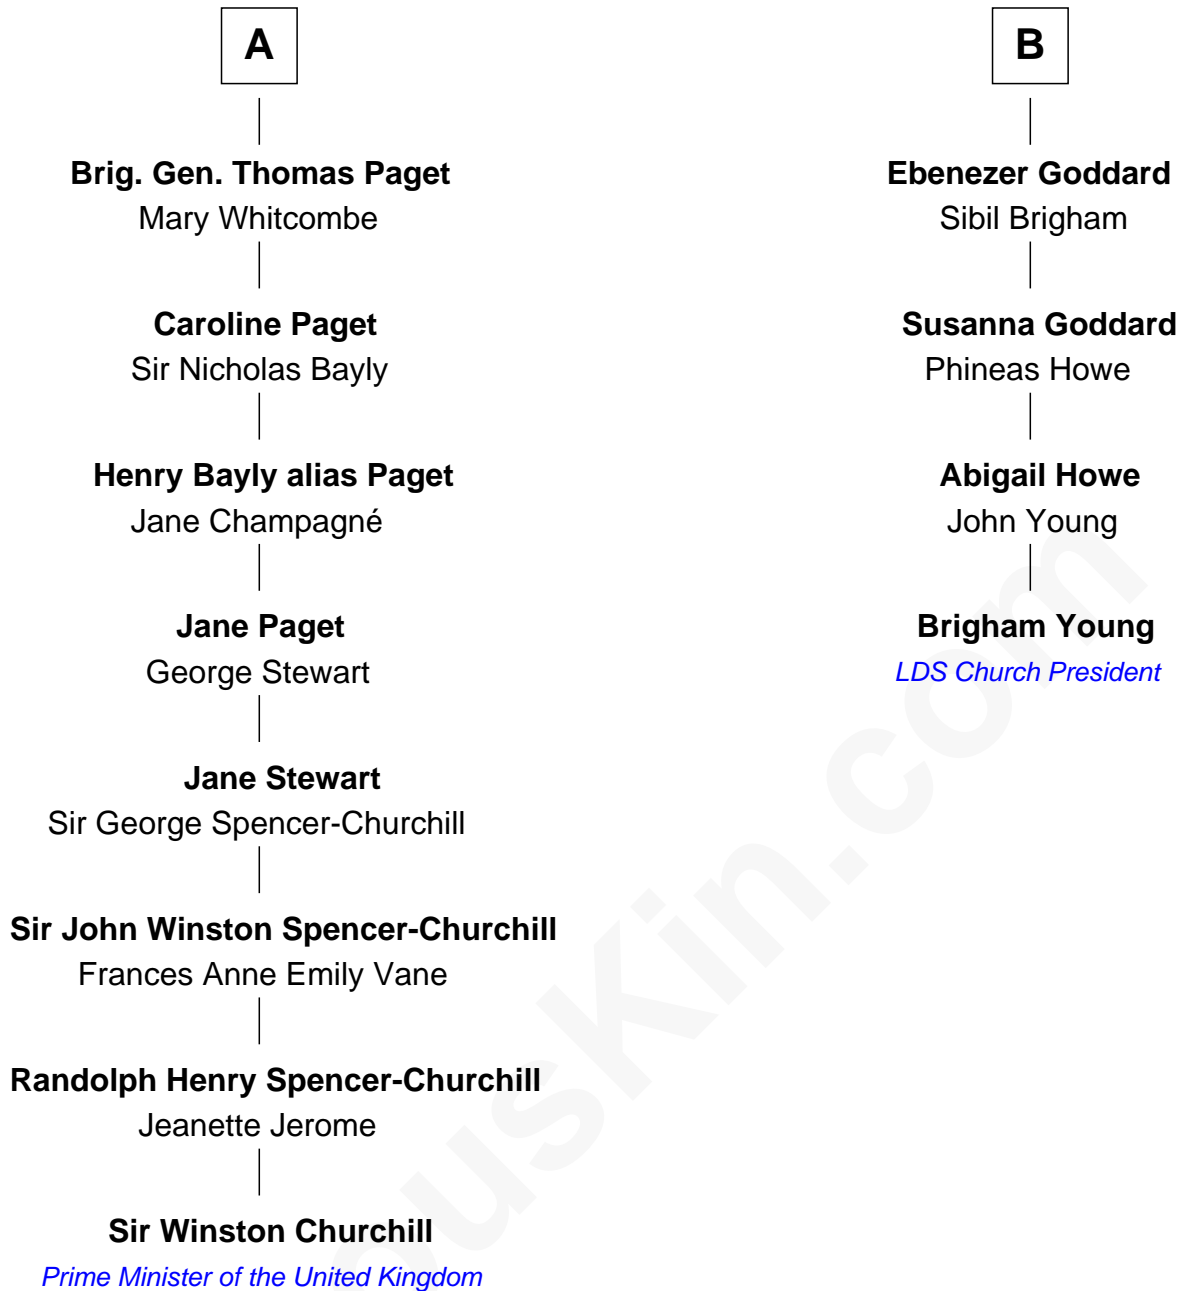 A
Brig. Gen. Thomas Paget
Mary Whitcombe
Caroline Paget
Sir Nicholas Bayly
Henry Bayly alias Paget
Jane Champagné
Jane Paget
George Stewart
Jane Stewart
Sir George Spencer-Churchill
Sir John Winston Spencer-Churchill
Frances Anne Emily Vane
Randolph Henry Spencer-Churchill
Jeanette Jerome
Sir Winston Churchill
Prime Minister of the United Kingdom
B
Ebenezer Goddard
Sibil Brigham
Susanna Goddard
Phineas Howe
Abigail Howe
John Young
Brigham Young
LDS Church President
ousKin.com